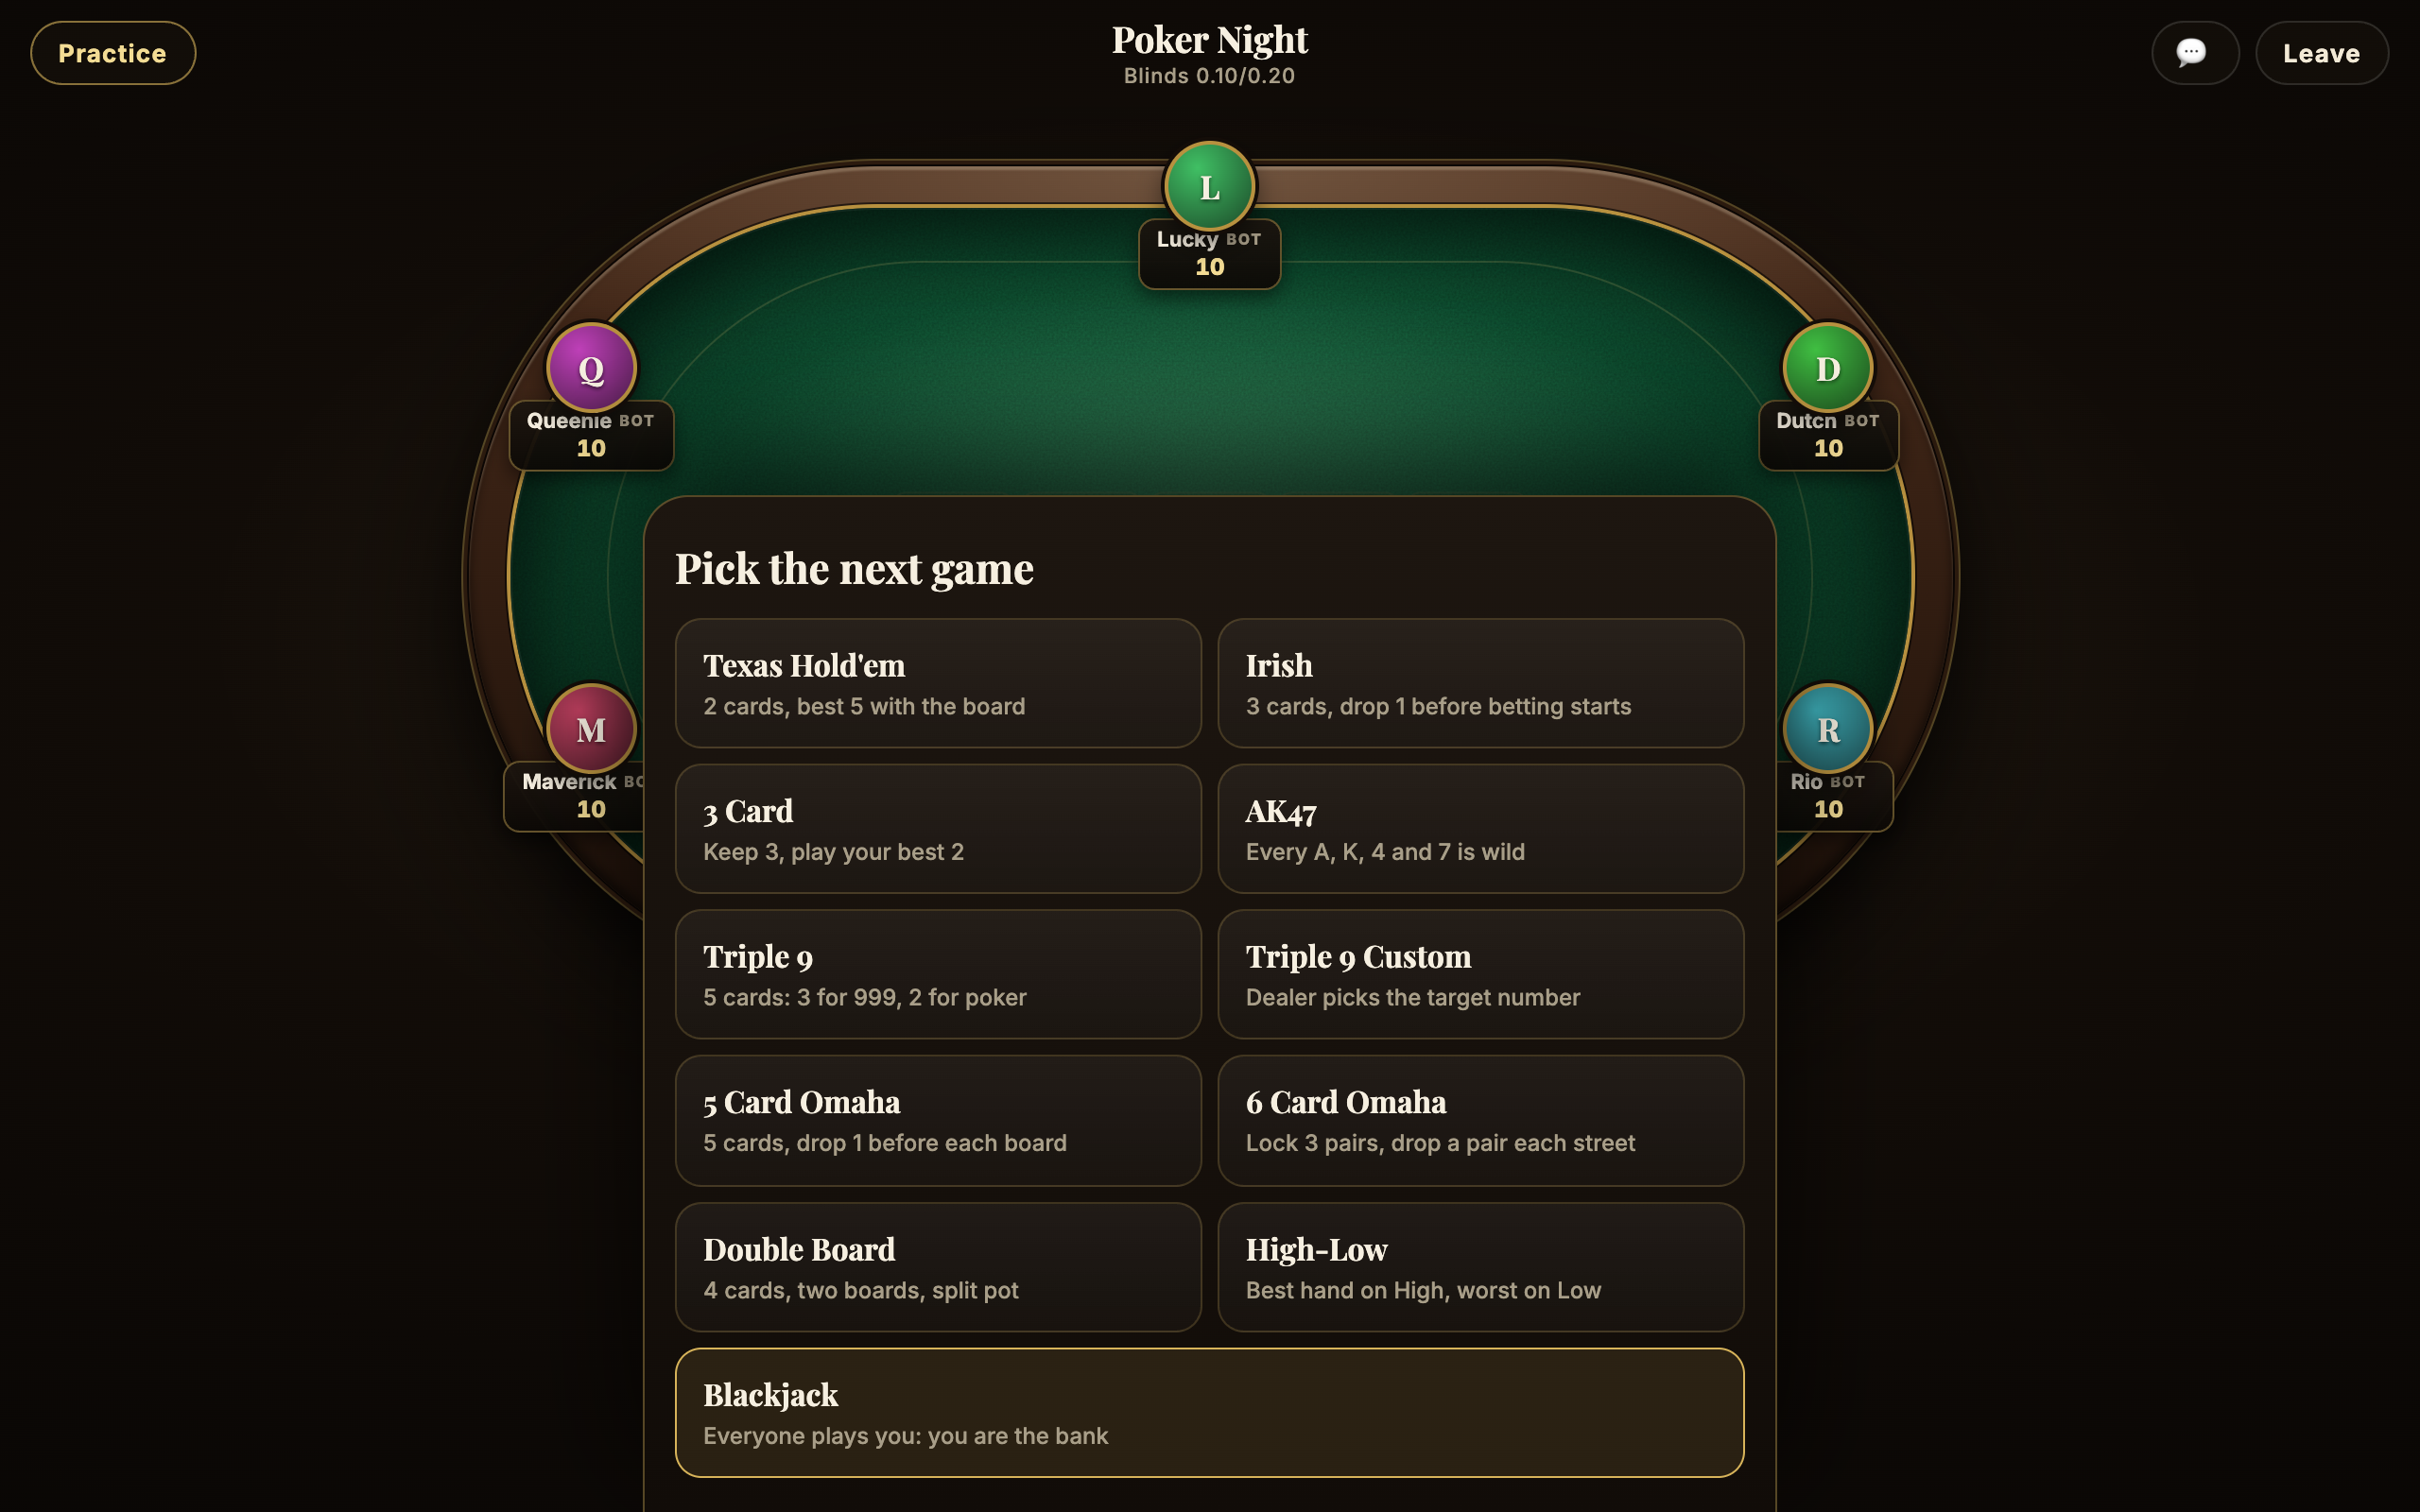 Practice
Poker Night
Blinds 0.10/0.20
Leave
L
Lucky BOT
10
Q
Queenie BOT
10
D
Dutch BOT
10
Pick the next game
Texas Hold'em
2 cards, best 5 with the board
Irish
3 cards, drop 1 before betting starts
M
Maverick
10
R
Rio BOT
10
3 Card
Keep 3, play your best 2
AK47
Every A, K, 4 and 7 is wild
Triple 9
5 cards: 3 for 999, 2 for poker
Triple 9 Custom
Dealer picks the target number
5 Card Omaha
5 cards, drop 1 before each board
6 Card Omaha
Lock 3 pairs, drop a pair each street
Double Board
4 cards, two boards, split pot
High-Low
Best hand on High, worst on Low
Blackjack
Everyone plays you: you are the bank